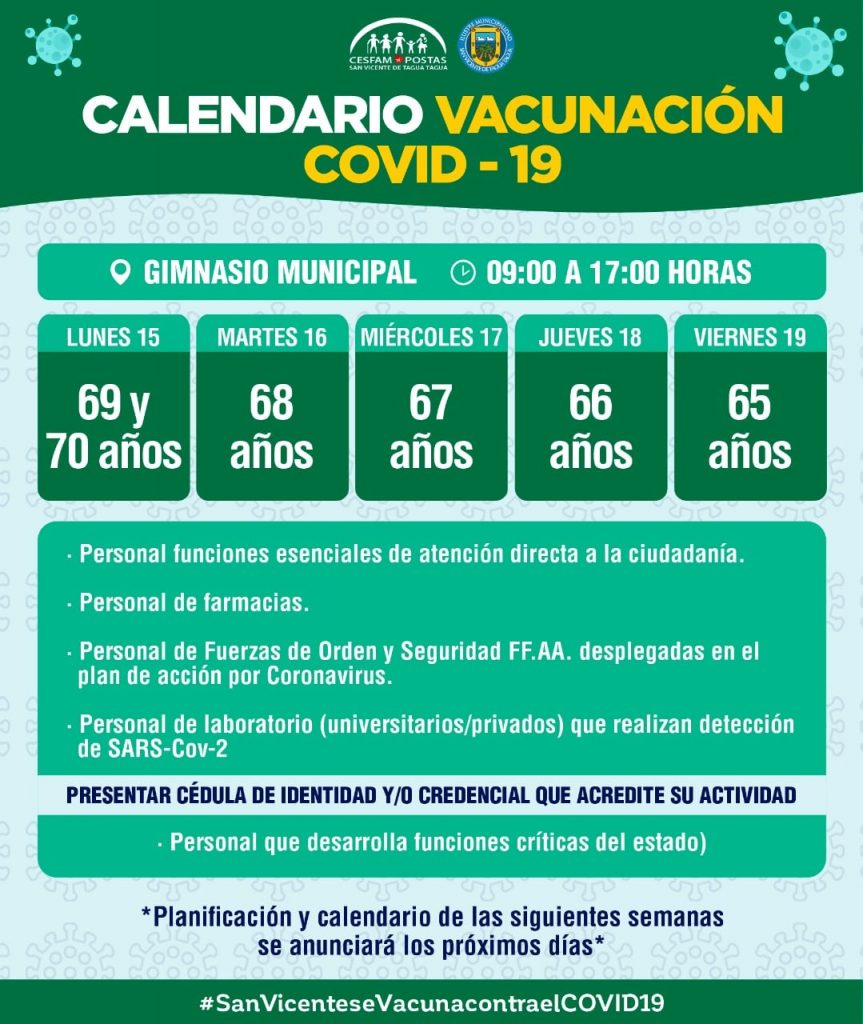 CESFAM POSTAS
SAN VICENTE DE TAGUA TAGUA
ILUSTRE MUNICIPALIDAD
SAN VICENTE DE TAGUA TAGUA
CALENDARIO VACUNACIÓN
COVID - 19
GIMNASIO MUNICIPAL 09:00 A 17:00 HORAS
LUNES 15 MARTES 16 MIÉRCOLES 17 JUEVES 18 VIERNES 19
69 y 68 67 66 65
70 años años años años años
· Personal funciones esenciales de atención directa a la ciudadanía.
· Personal de farmacias.
· Personal de Fuerzas de Orden y Seguridad FF.AA. desplegadas en el
plan de acción por Coronavirus.
· Personal de laboratorio (universitarios/privados) que realizan detección
de SARS-Cov-2
PRESENTAR CÉDULA DE IDENTIDAD Y/O CREDENCIAL QUE ACREDITE SU ACTIVIDAD
· Personal que desarrolla funciones críticas del estado)
*Planificación y calendario de las siguientes semanas
se anunciará los próximos días*
#SanVicenteseVacunacontraelCOVID19